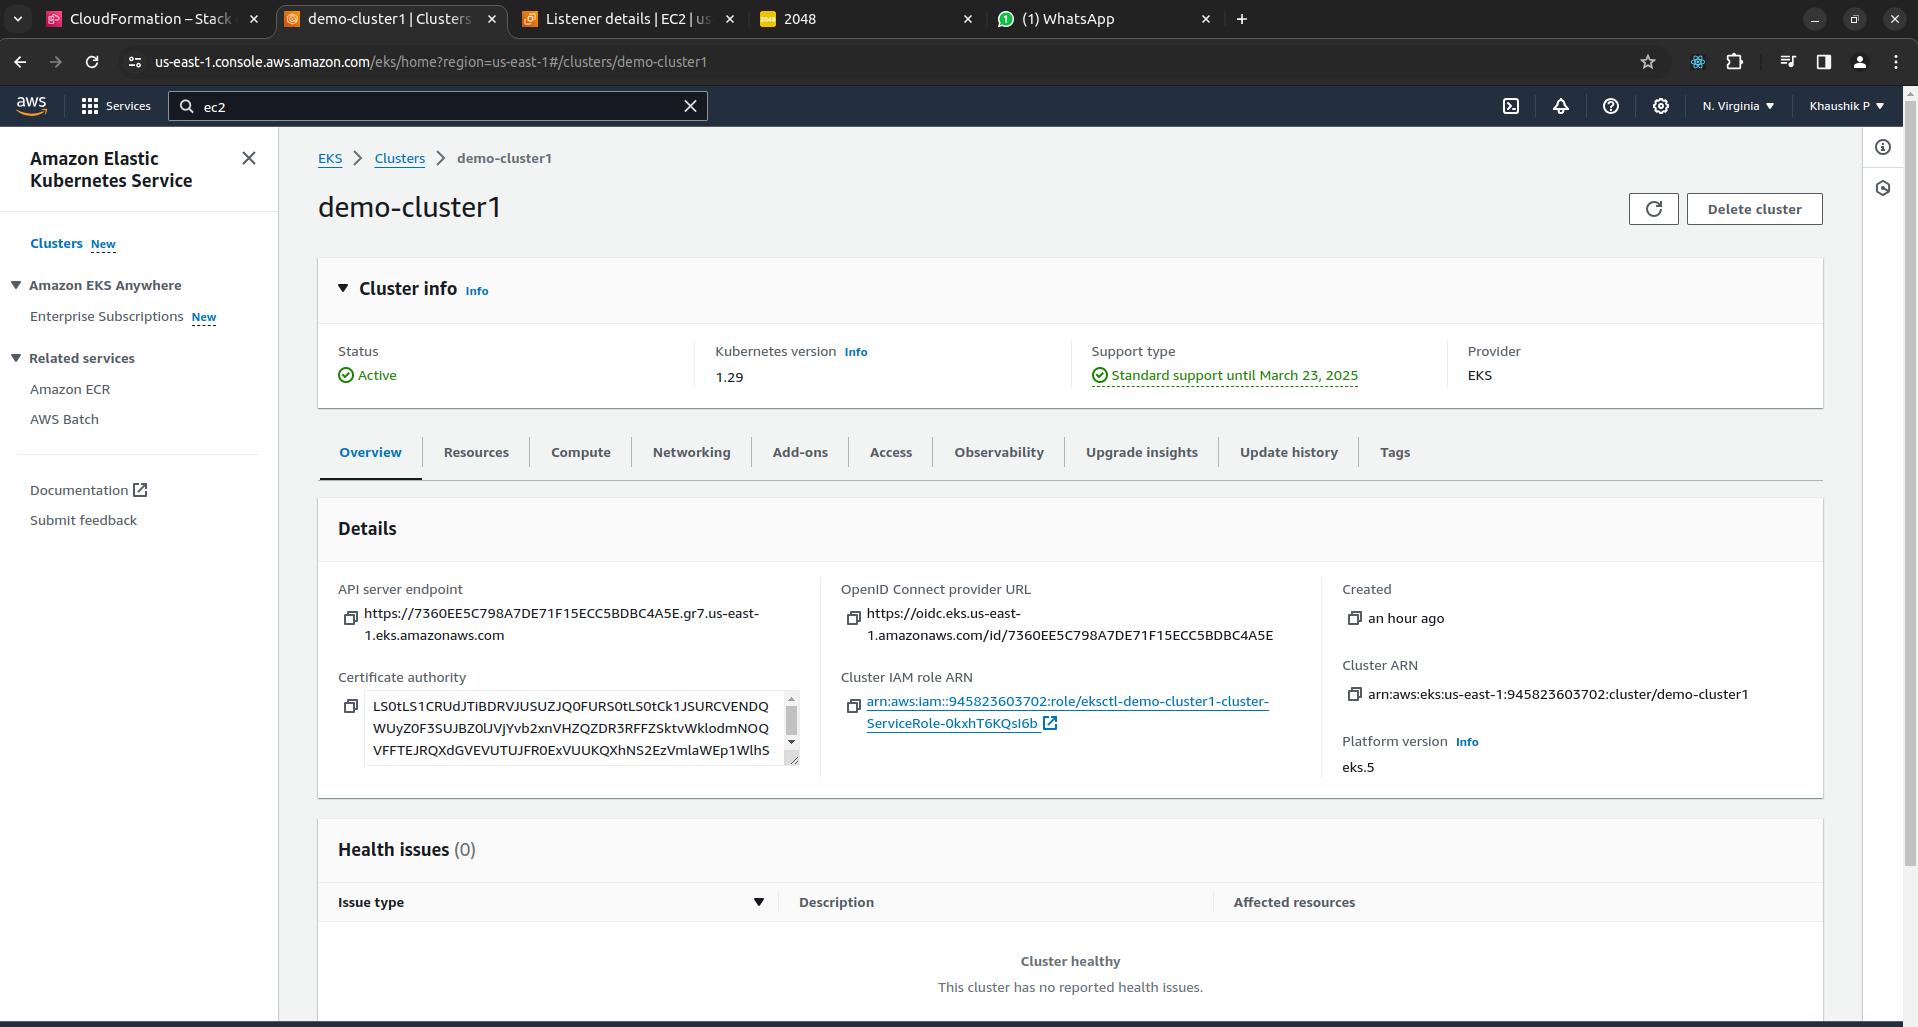 CloudFormation – Stack
demo-cluster1 | Clusters
Listener details | EC2 | us
2048
(1) WhatsApp
us-east-1.console.aws.amazon.com/eks/home?region=us-east-1#/clusters/demo-cluster1
aws
Services
ec2
N. Virginia
Khaushik P
Amazon Elastic
Kubernetes Service
Clusters New
Amazon EKS Anywhere
Enterprise Subscriptions New
Related services
Amazon ECR
AWS Batch
Documentation
Submit feedback
EKS
Clusters
demo-cluster1
demo-cluster1
Delete cluster
Cluster info Info
Status
Active
Kubernetes version Info
1.29
Support type
Standard support until March 23, 2025
Provider
EKS
Overview
Resources
Compute
Networking
Add-ons
Access
Observability
Upgrade insights
Update history
Tags
Details
API server endpoint
https://7360EE5C798A7DE71F15ECC5BDBC4A5E.gr7.us-east-
1.eks.amazonaws.com
Certificate authority
LS0tLS1CRUdJTiBDRVJUSUZJQ0FURS0tLS0tCk1JSURCVENDQ
WUyZ0F3SUJBZ0lJVjYvb2xnVHZQZDR3RFFZSktvWklodmNOQ
VFFTEJRQXdGVEVUTUJFR0ExVUUKQXhNS2EzVmlaWEp1WlhS
OpenID Connect provider URL
https://oidc.eks.us-east-
1.amazonaws.com/id/7360EE5C798A7DE71F15ECC5BDBC4A5E
Cluster IAM role ARN
arn:aws:iam::945823603702:role/eksctl-demo-cluster1-cluster-
ServiceRole-0kxhT6KQsI6b
Created
an hour ago
Cluster ARN
arn:aws:eks:us-east-1:945823603702:cluster/demo-cluster1
Platform version Info
eks.5
Health issues (0)
Issue type
Description
Affected resources
Cluster healthy
This cluster has no reported health issues.